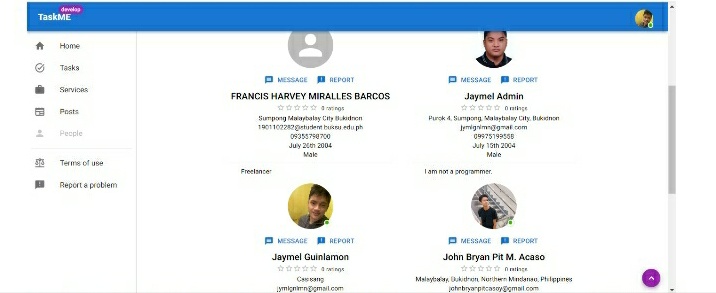 TaskME
develop
Home
Tasks
Services
Posts
People
Terms of use
Report a problem
MESSAGE REPORT
FRANCIS HARVEY MIRALLES BARCOS
0 ratings
Sumpong Malaybalay City Bukidnon
1901102282@student.buksu.edu.ph
09355798700
July 26th 2004
Male
Freelancer
MESSAGE REPORT
Jaymel Admin
0 ratings
Purok 4, Sumpong, Malaybalay City, Bukidnon
jymlgnlmn@gmail.com
09975199558
July 15th 2004
Male
I am not a programmer.
MESSAGE REPORT
Jaymel Guinlamon
0 ratings
Casisang
jymlgnlmn@gmail.com
MESSAGE REPORT
John Bryan Pit M. Acaso
0 ratings
Malaybalay, Bukidnon, Northern Mindanao, Philippines
johnbryanpitcasoy@gmail.com